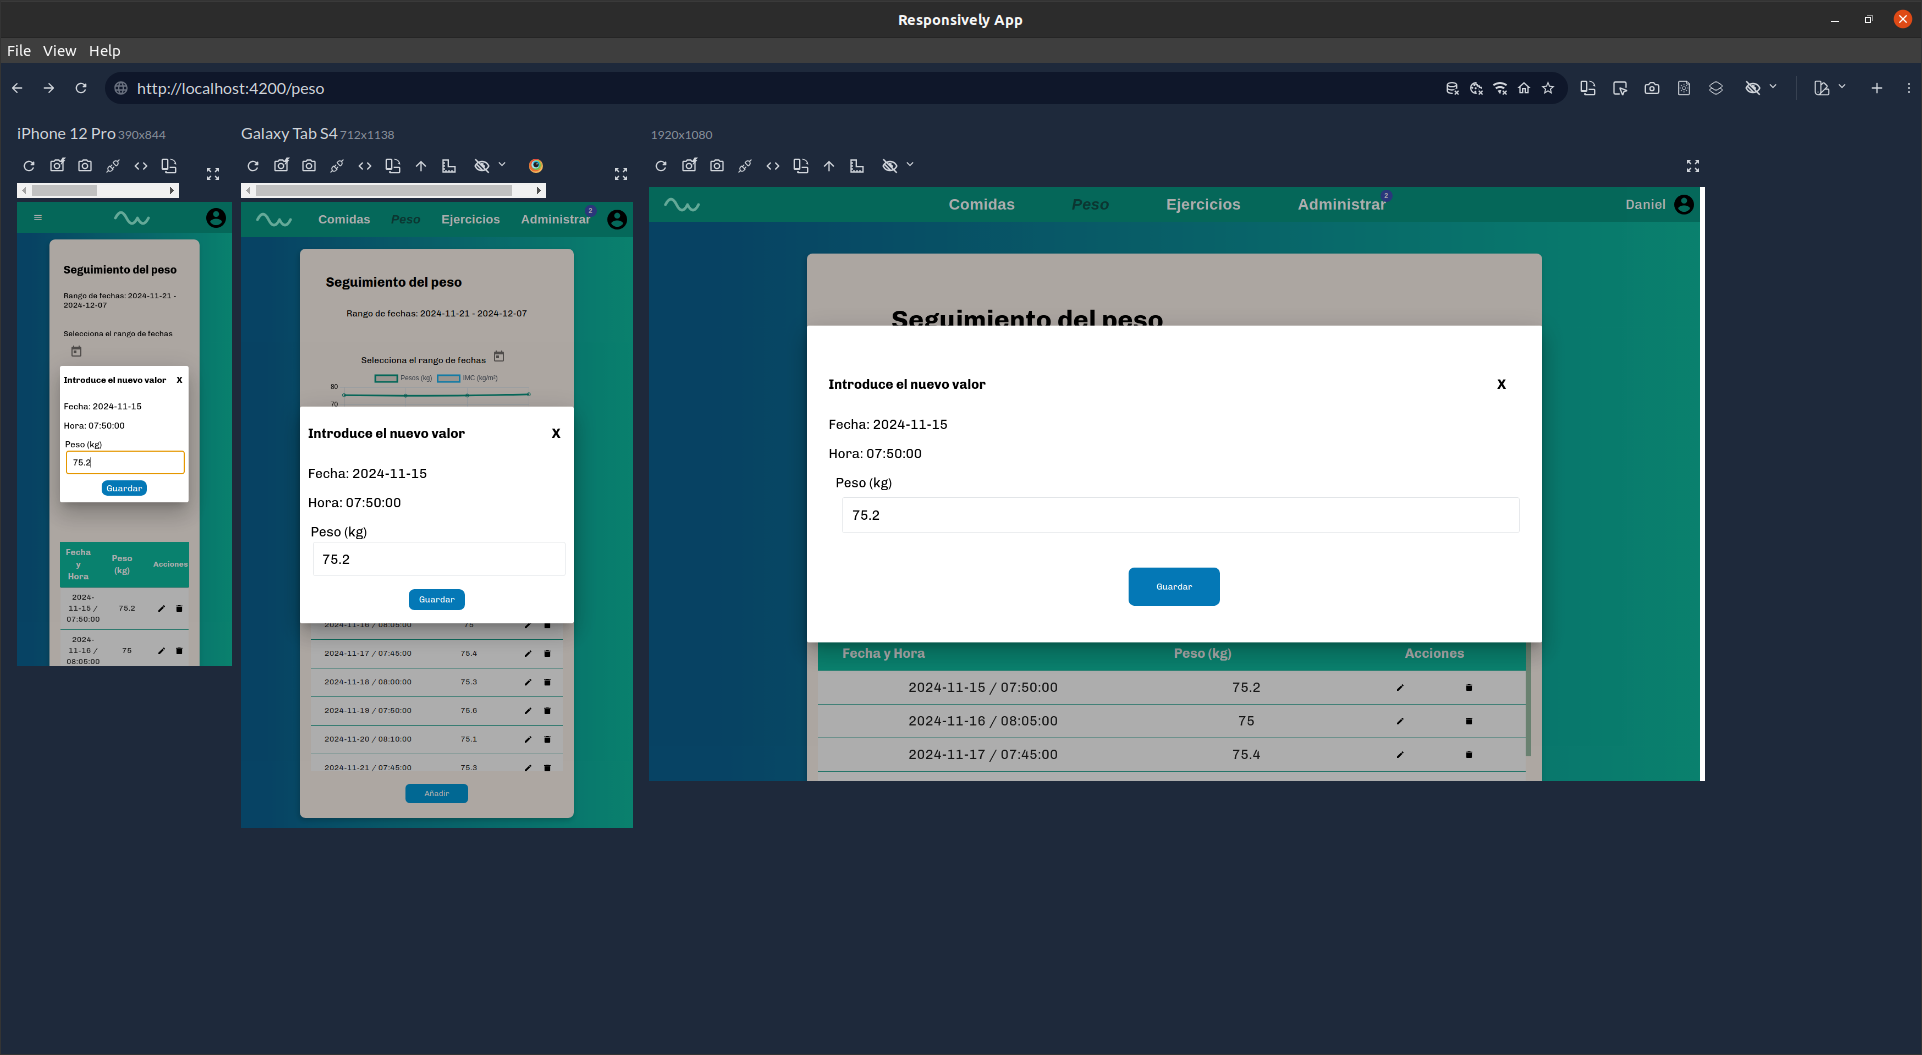 Responsively App
File View Help
http://localhost:4200/peso
iPhone 12 Pro 390x844
Seguimiento del peso
Rango de fechas: 2024-11-21 -
2024-12-07
Selecciona el rango de fechas
Introduce el nuevo valor X
Fecha: 2024-11-15
Hora: 07:50:00
Peso (kg)
75.2
Guardar
Fecha
y
Hora
Peso
(kg)
Acciones
2024-
11-15 /
07:50:00
75.2
2024-
11-16 /
08:05:00
75
Galaxy Tab S4 712x1138
Comidas Peso Ejercicios Administrar 2
Seguimiento del peso
Rango de fechas: 2024-11-21 - 2024-12-07
Selecciona el rango de fechas
Pesos (kg) IMC (kg/m²)
80
70
Introduce el nuevo valor X
Fecha: 2024-11-15
Hora: 07:50:00
Peso (kg)
75.2
Guardar
2024-11-16 / 08:05:00 75
2024-11-17 / 07:45:00 75.4
2024-11-18 / 08:00:00 75.3
2024-11-19 / 07:50:00 75.6
2024-11-20 / 08:10:00 75.1
2024-11-21 / 07:45:00 75.3
Añadir
1920x1080
Comidas Peso Ejercicios Administrar 2 Daniel
Seguimiento del peso
Introduce el nuevo valor X
Fecha: 2024-11-15
Hora: 07:50:00
Peso (kg)
75.2
Guardar
Fecha y Hora Peso (kg) Acciones
2024-11-15 / 07:50:00 75.2
2024-11-16 / 08:05:00 75
2024-11-17 / 07:45:00 75.4